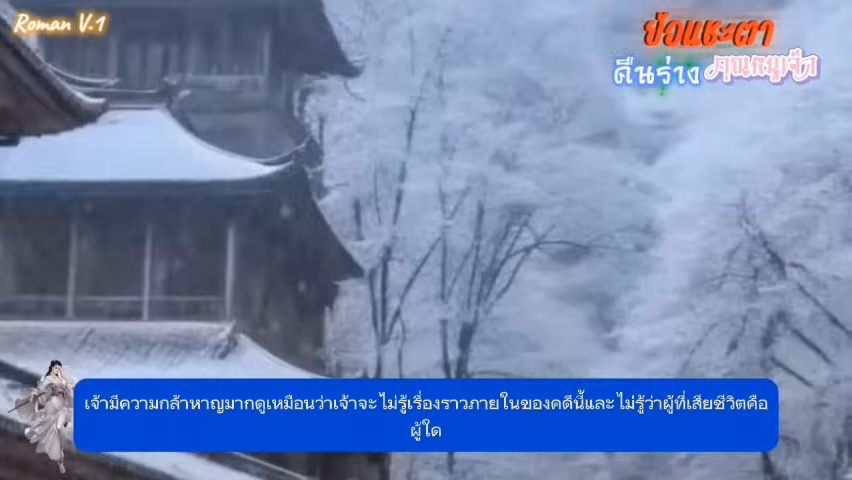 Roman V.1
ป่วนชะตา
คืนร่าง คุณหนูเจ็ด
เจ้ามีความกล้าหาญมากดูเหมือนว่าเจ้าจะ ไม่รู้เรื่องราวภายในของคดีนี้และ ไม่รู้ว่าผู้ที่เสียชีวิตคือ
ผู้ใด